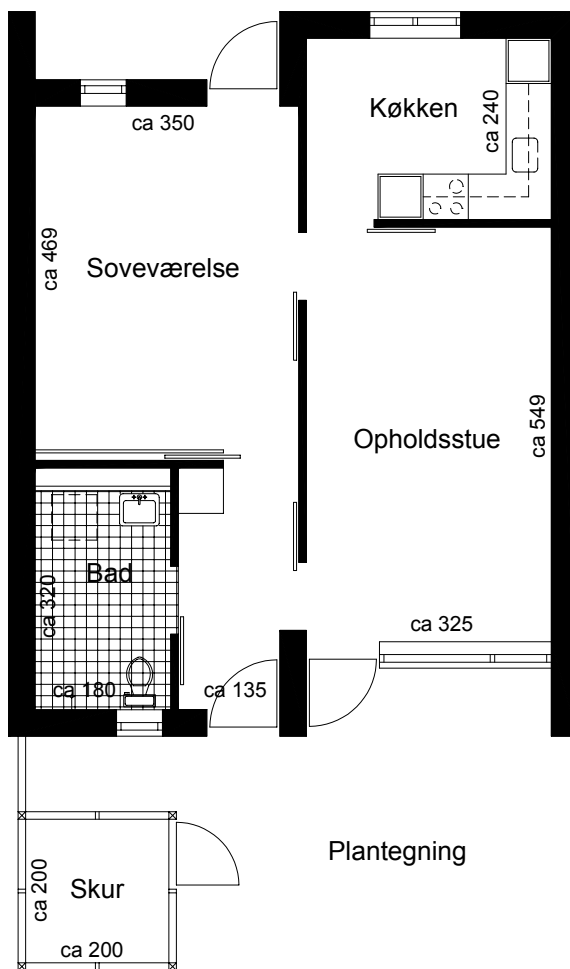 Køkken
ca 240
ca 350
ca 469
Soveværelse
Opholdsstue
ca 549
Bad
ca 320
ca 325
ca 180
ca 135
Plantegning
ca 200
Skur
ca 200